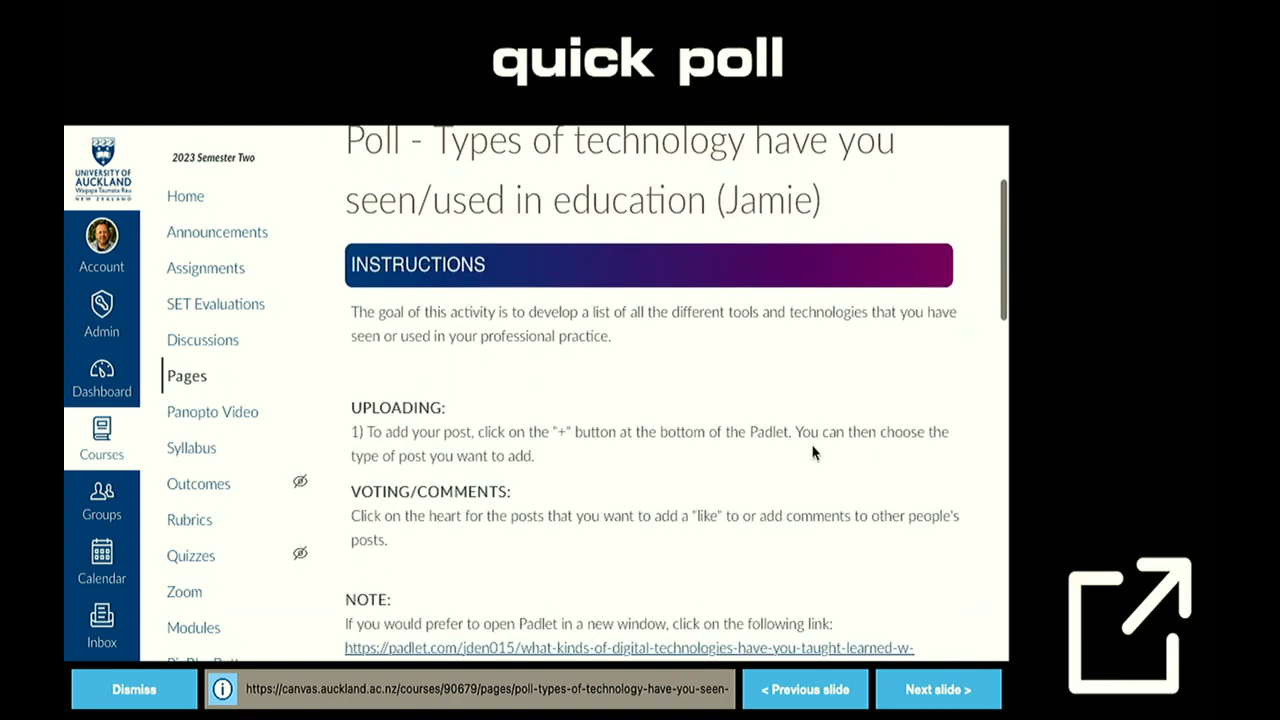 quick poll
UNIVERSITY OF
AUCKLAND
Waipapa Taumata Rau
NEW ZEALAND
Account
Admin
Dashboard
Courses
Groups
Calendar
Inbox
2023 Semester Two
Home
Announcements
Assignments
SET Evaluations
Discussions
Pages
Panopto Video
Syllabus
Outcomes
Rubrics
Quizzes
Zoom
Modules
Poll - Types of technology have you
seen/used in education (Jamie)
INSTRUCTIONS
The goal of this activity is to develop a list of all the different tools and technologies that you have
seen or used in your professional practice.
UPLOADING:
1) To add your post, click on the "+" button at the bottom of the Padlet. You can then choose the
type of post you want to add.
VOTING/COMMENTS:
Click on the heart for the posts that you want to add a "like" to or add comments to other people's
posts.
NOTE:
If you would prefer to open Padlet in a new window, click on the following link:
https://padlet.com/jden015/what-kinds-of-digital-technologies-have-you-taught-learned-w-
Dismiss
https://canvas.auckland.ac.nz/courses/90679/pages/poll-types-of-technology-have-you-seen-
< Previous slide
Next slide >